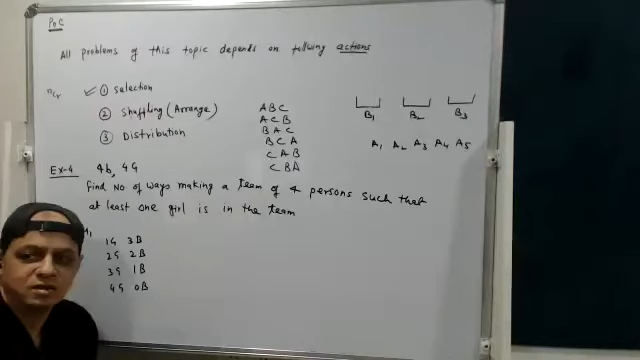 PnC
All problems of this topic depends on following actions
nCr ✓ ① Selection
② Shuffling (Arrange)
③ Distribution
ABC
ACB
BAC
BCA
CAB
CBA
B1 B2 B3
A1 A2 A3 A4 A5
Ex-4 4b, 4G
Find No of ways making a team of 4 persons such that
at least one girl is in the team
1G 3B
2G 2B
3G 1B
4G 0B